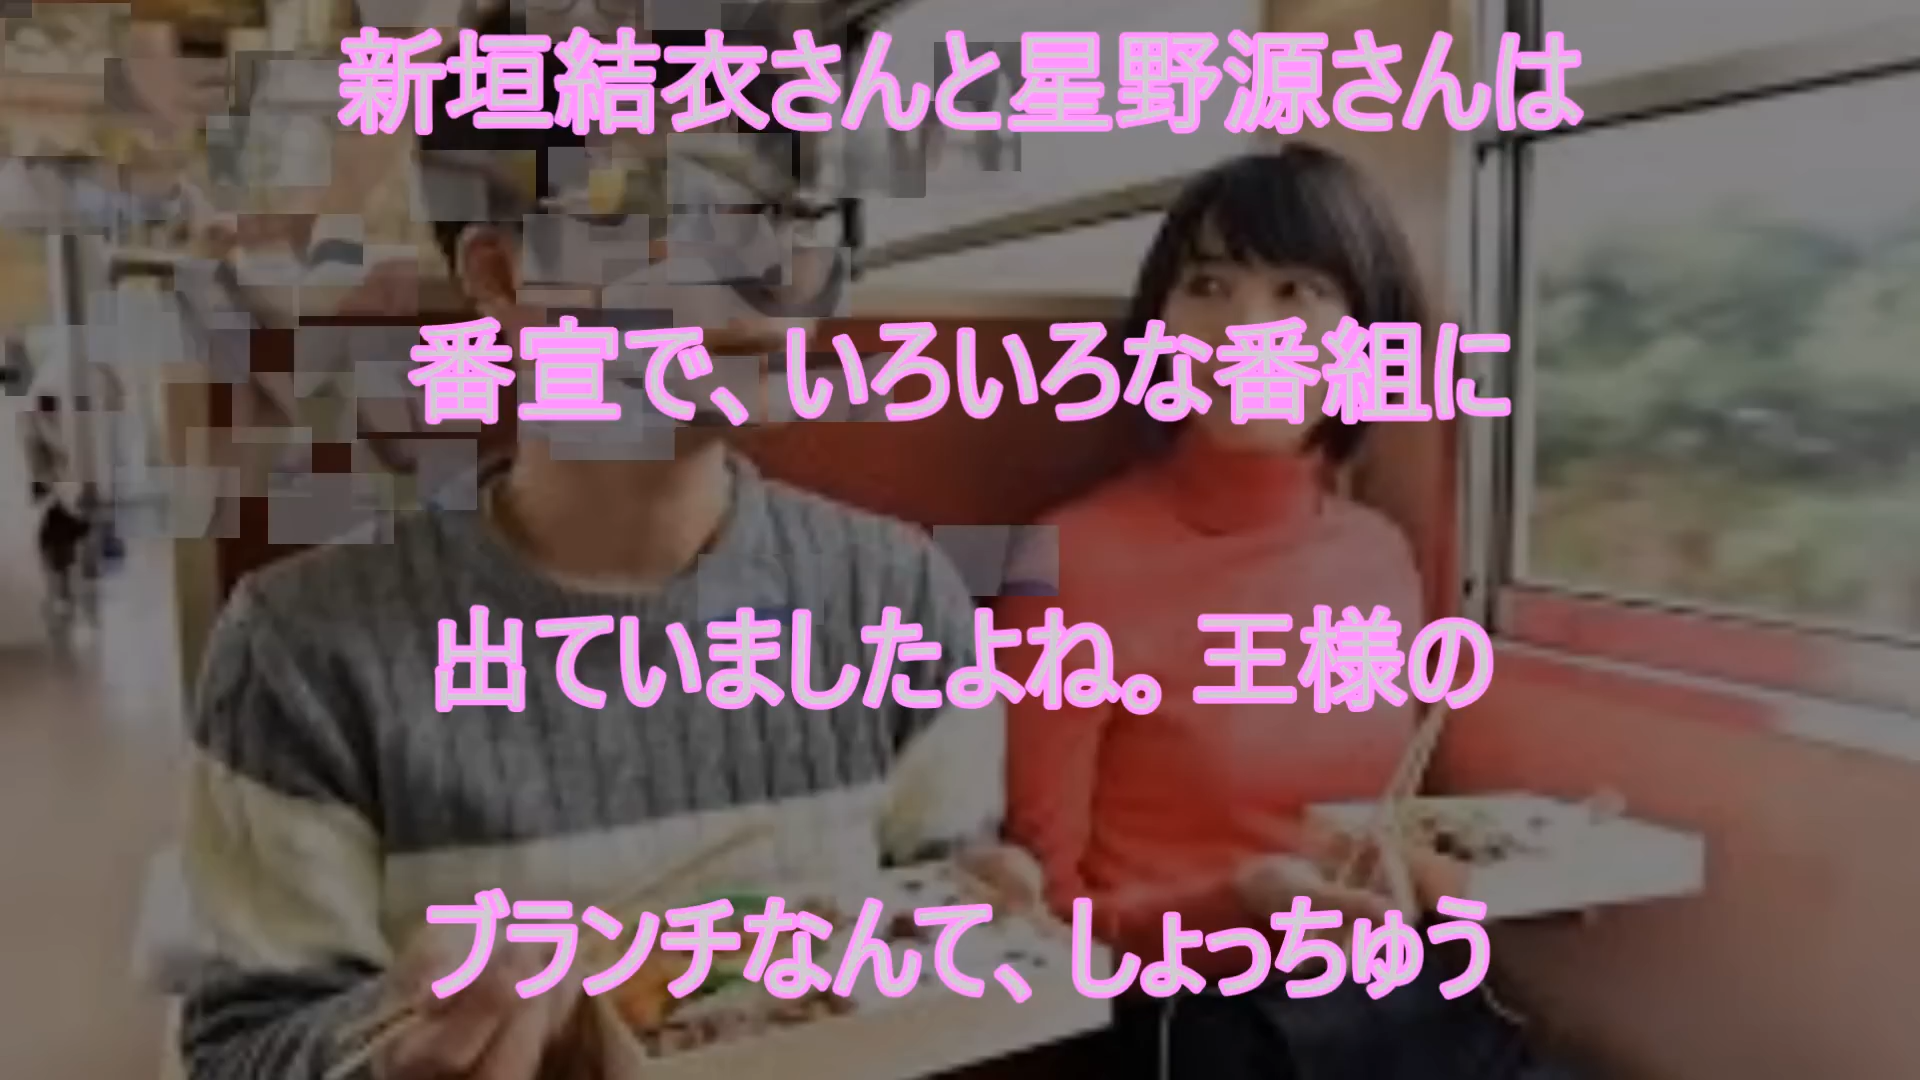 新垣結衣さんと星野源さんは
番宣で、いろいろな番組に
出ていましたよね。王様の
ブランチなんて、しょっちゅう